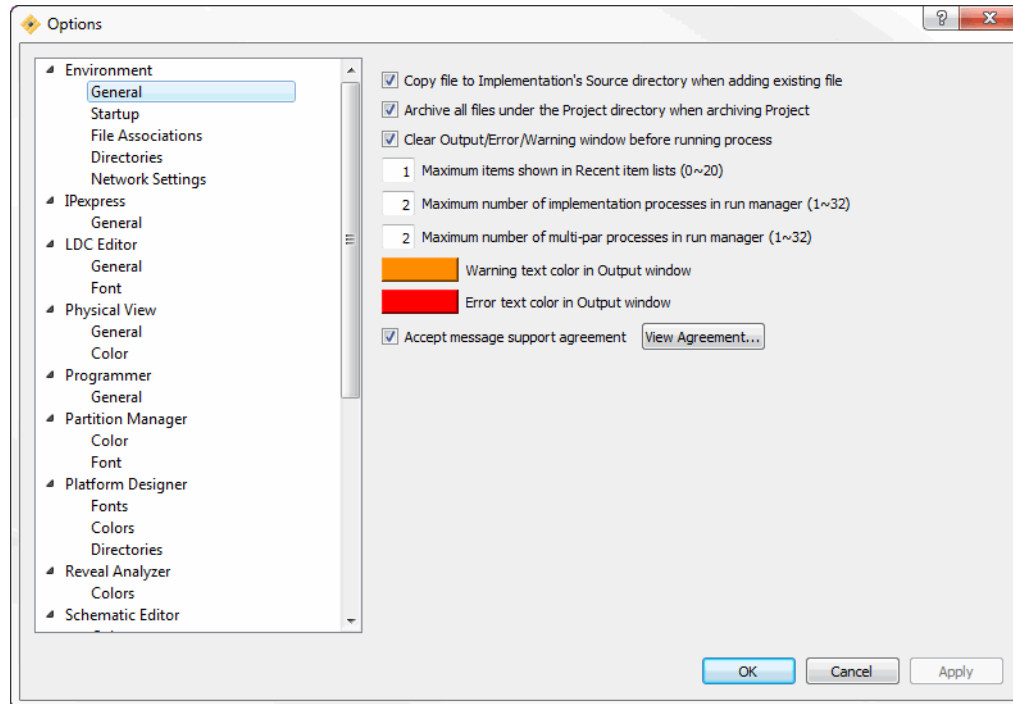 Options
Environment
General
Startup
File Associations
Directories
Network Settings
IPexpress
General
LDC Editor
General
Font
Physical View
General
Color
Programmer
General
Partition Manager
Color
Font
Platform Designer
Fonts
Colors
Directories
Reveal Analyzer
Colors
Schematic Editor
Copy file to Implementation's Source directory when adding existing file
Archive all files under the Project directory when archiving Project
Clear Output/Error/Warning window before running process
1 Maximum items shown in Recent item lists (0~20)
2 Maximum number of implementation processes in run manager (1~32)
2 Maximum number of multi-par processes in run manager (1~32)
Warning text color in Output window
Error text color in Output window
Accept message support agreement View Agreement...
OK Cancel Apply